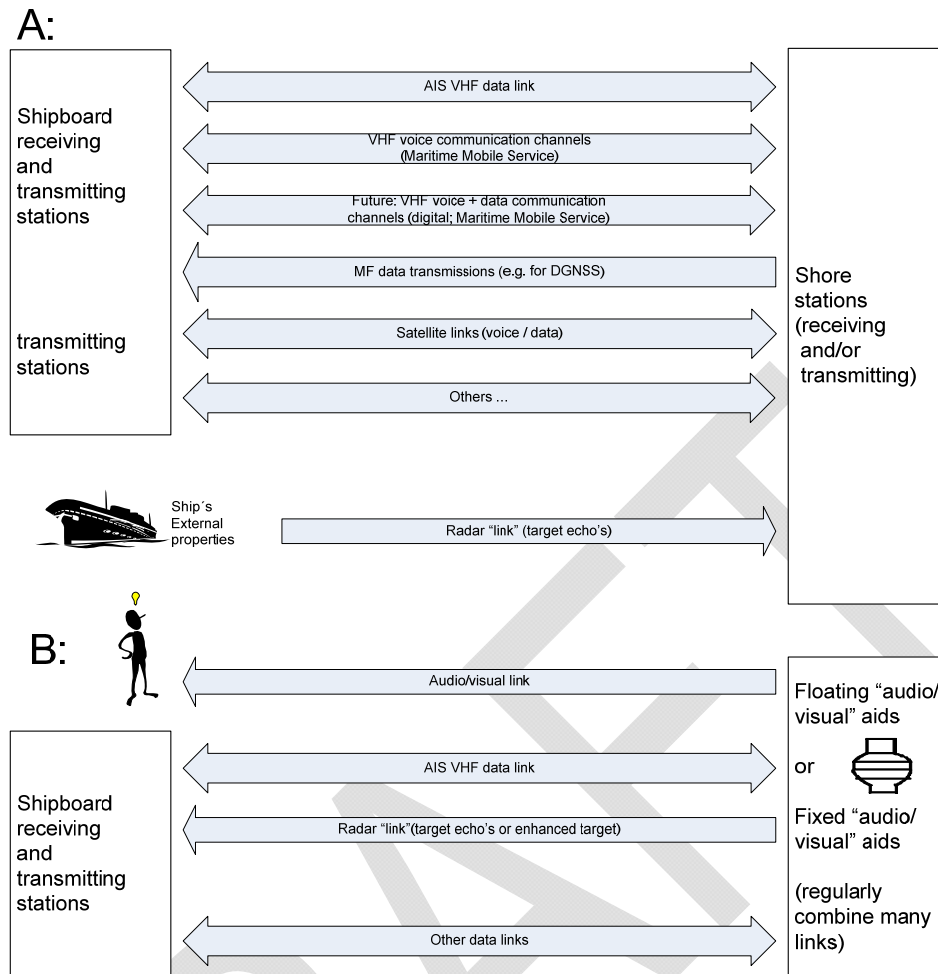 A:
Shipboard
receiving
and
transmitting
stations
transmitting
stations
AIS VHF data link
VHF voice communication channels
(Maritime Mobile Service)
Future: VHF voice + data communication
channels (digital; Maritime Mobile Service)
MF data transmissions (e.g. for DGNSS)
Satellite links (voice / data)
Others ...
Shore
stations
(receiving
and/or
transmitting)
Ship´s
External
properties
Radar “link” (target echo’s)
B:
Audio/visual link
Floating “audio/
visual” aids
or
Fixed “audio/
visual” aids
(regularly
combine many
links)
Shipboard
receiving
and
transmitting
stations
AIS VHF data link
Radar “link”(target echo’s or enhanced target)
Other data links
DRAFT